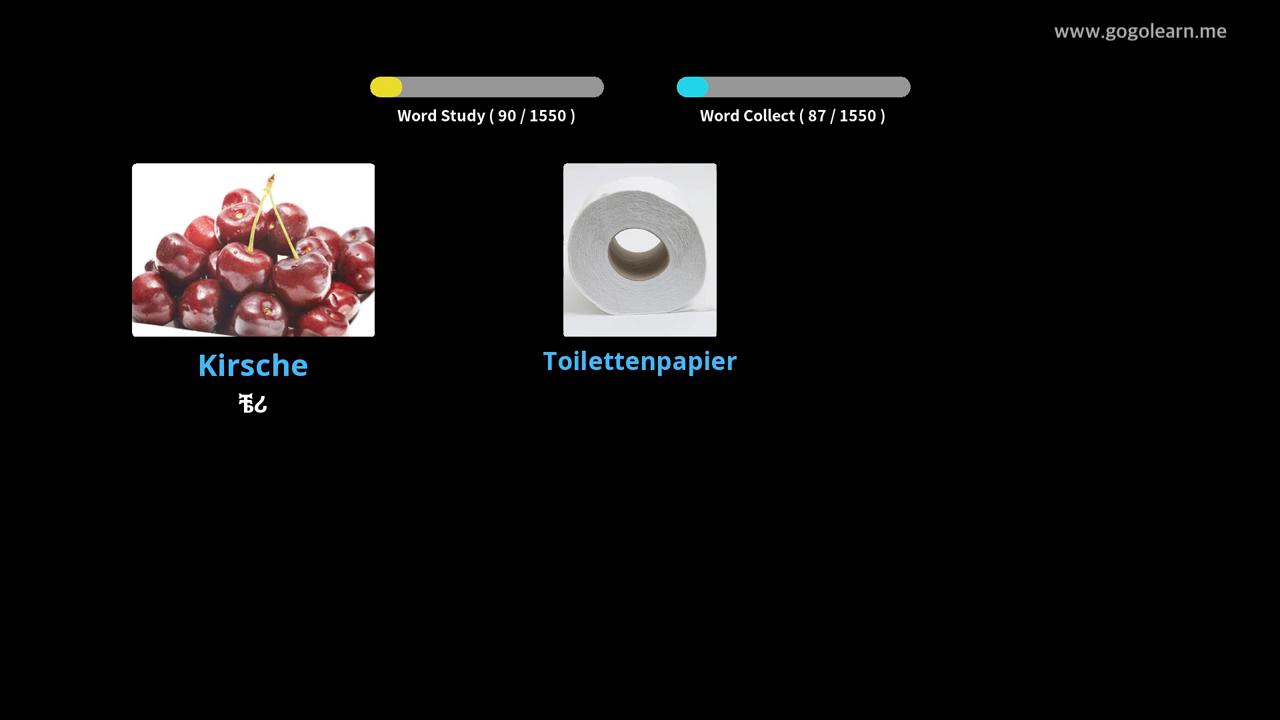 www.gogolearn.me
Word Study ( 90 / 1550 )
Word Collect ( 87 / 1550 )
Kirsche
Toilettenpapier